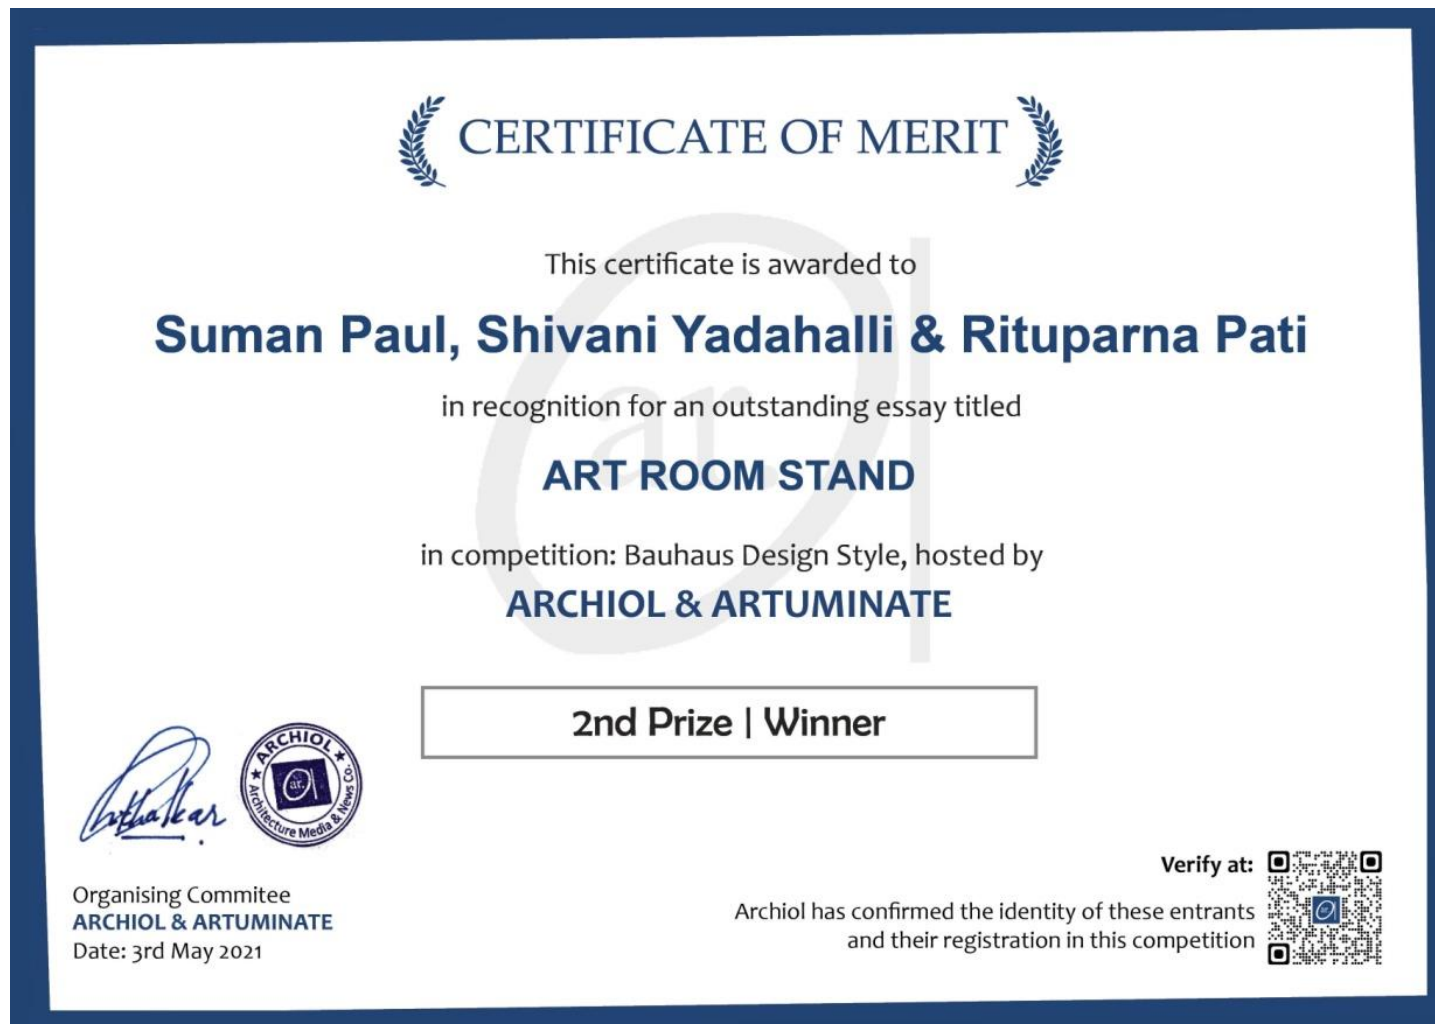 CERTIFICATE OF MERIT
This certificate is awarded to
Suman Paul, Shivani Yadahalli & Rituparna Pati
in recognition for an outstanding essay titled
ART ROOM STAND
in competition: Bauhaus Design Style, hosted by
ARCHIOL & ARTUMINATE
2nd Prize | Winner
ARCHIOL
ar.
Architecture Media & News Co.
Organising Commitee
ARCHIOL & ARTUMINATE
Date: 3rd May 2021
Verify at:
Archiol has confirmed the identity of these entrants
and their registration in this competition
ar.